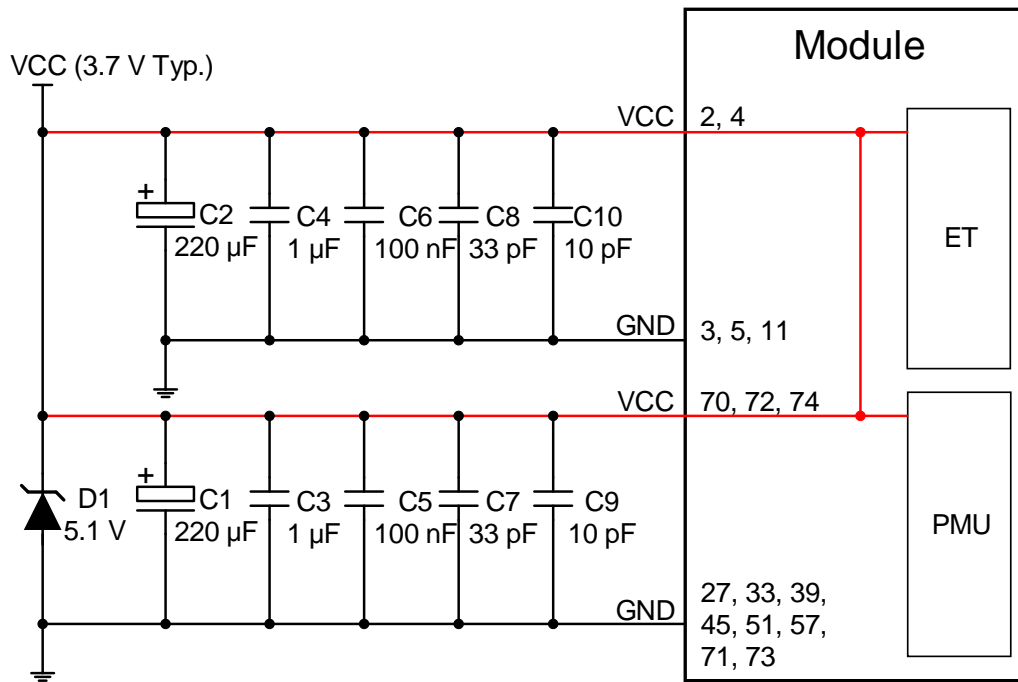 Module
VCC (3.7 V Typ.)
VCC
2, 4
+
C2
220 µF
C4
1 µF
C6
100 nF
C8
33 pF
C10
10 pF
ET
GND
3, 5, 11
VCC
70, 72, 74
D1
5.1 V
+
C1
220 µF
C3
1 µF
C5
100 nF
C7
33 pF
C9
10 pF
PMU
GND
27, 33, 39,
45, 51, 57,
71, 73